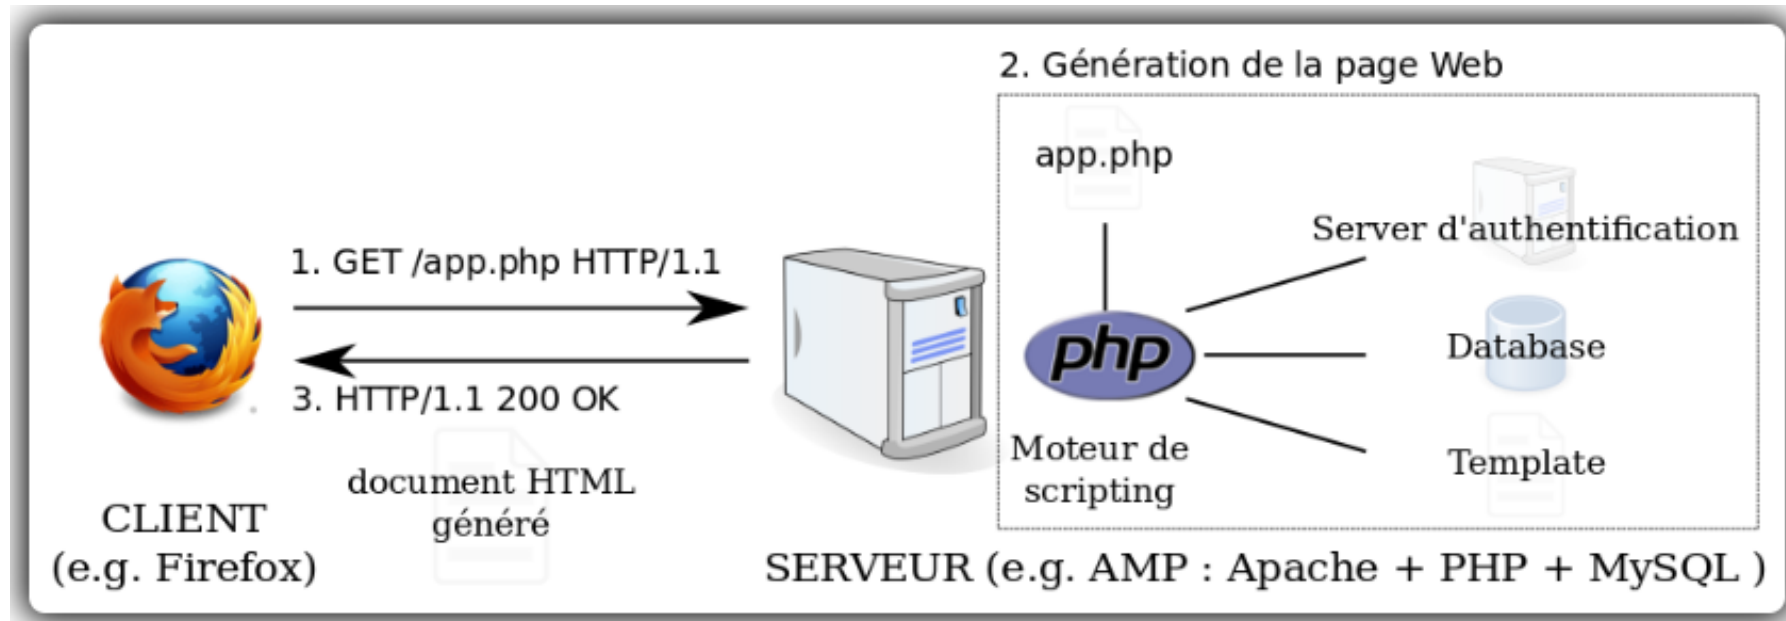 2. Génération de la page Web
app.php
Server d'authentification
1. GET /app.php HTTP/1.1
php
Database
3. HTTP/1.1 200 OK
Moteur de
scripting
Template
document HTML
généré
CLIENT
(e.g. Firefox)
SERVEUR (e.g. AMP : Apache + PHP + MySQL )